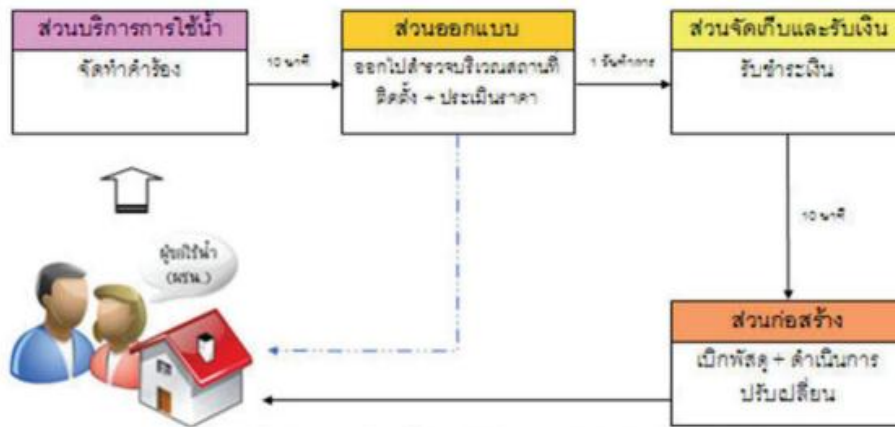 ส่วนบริการการใช้น้ำ
จัดทำคำร้อง
10 นาที
ส่วนออกแบบ
ออกไปสำรวจบริเวณสถานที่
ติดตั้ง + ประเมินราคา
1 วันทำการ
ส่วนจัดเก็บและรับเงิน
รับชำระเงิน
10 นาที
ผู้ขอใช้น้ำ
(ผชน.)
ส่วนก่อสร้าง
เบิกพัสดุ + ดำเนินการ
ปรับเปลี่ยน